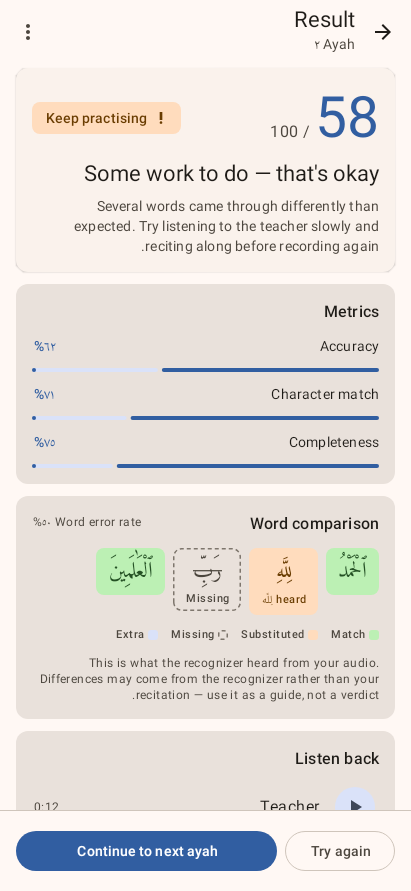 Result
٢ Ayah
58 / 100
Keep practising !
Some work to do — that's okay
Several words came through differently than
expected. Try listening to the teacher slowly and
reciting along before recording again.
Metrics
Accuracy
%٦٢
Character match
%٧١
Completeness
%٧٥
Word comparison
%٥٠ Word error rate
ٱلْحَمْدُ
لِلَّهِ
ﷲ heard
رَبِّ
Missing
ٱلْعَٰلَمِينَ
Match
Substituted
Missing
Extra
This is what the recognizer heard from your audio.
Differences may come from the recognizer rather than your
recitation — use it as a guide, not a verdict.
Listen back
Teacher
0:12
Try again
Continue to next ayah